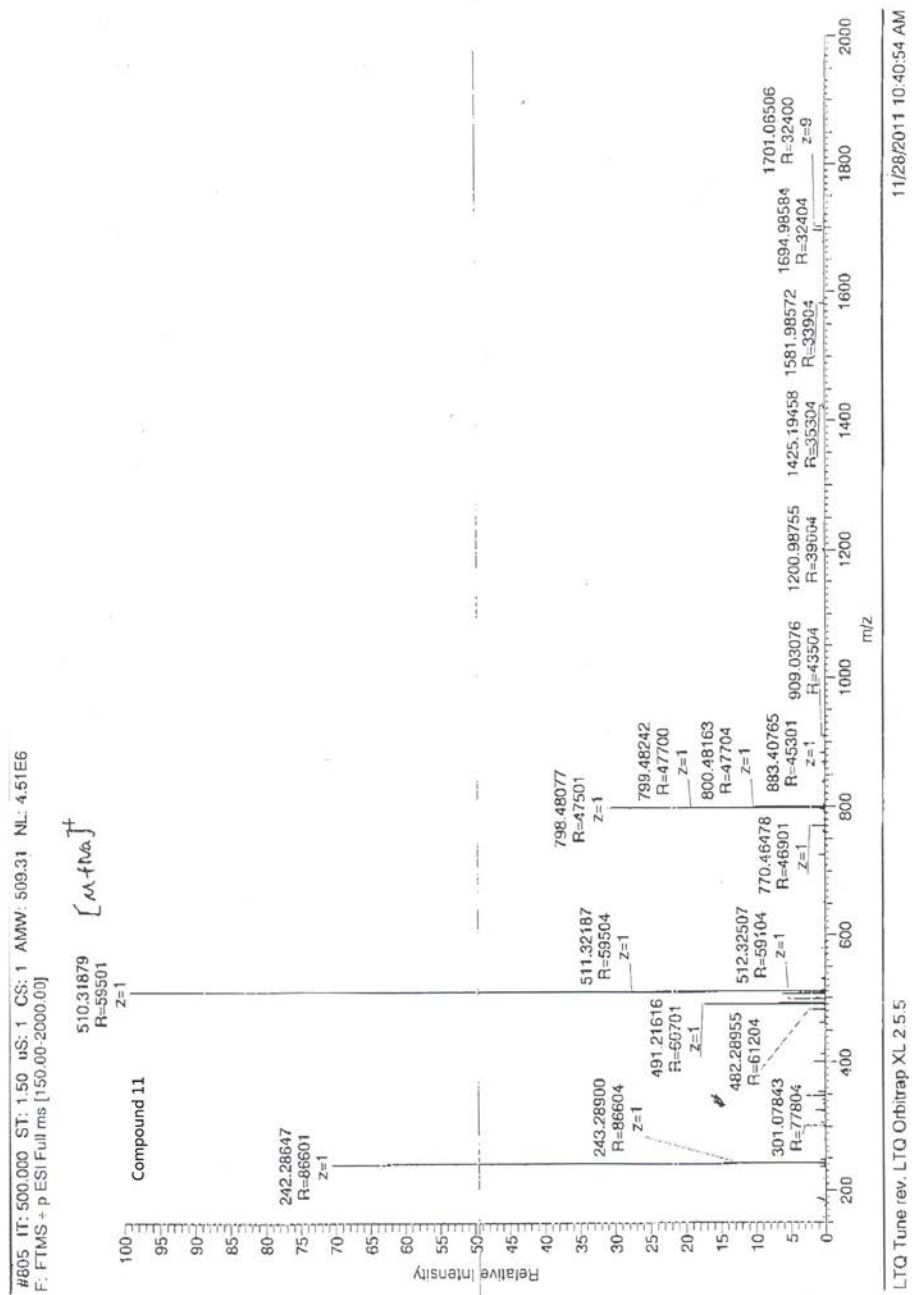 #805 IT: 500.000 ST: 1.50 uS: 1 CS: 1 AMW: 509.31 NL: 4.51E6
F: FTMS + p ESI Full ms [150.00-2000.00]
[M+Na]+
Compound 11
510.31879
R=59501
z=1
242.28647
R=86601
z=1
798.48077
R=47501
z=1
511.32187
R=59504
z=1
799.48242
R=47700
z=1
800.48163
R=47704
z=1
491.21616
R=60701
z=1
243.28900
R=86604
z=1
512.32507
R=59104
z=1
482.28955
R=61204
301.07843
R=77804
770.46478
R=46901
z=1
883.40765
R=45301
z=1
909.03076
R=43504
1200.98755
R=39004
1425.19458
R=35304
1581.98572
R=33904
1694.98584
R=32404
1701.06506
R=32400
z=9
Relative Intensity
100
95
90
85
80
75
70
65
60
55
50
45
40
35
30
25
20
15
10
5
0
200
400
600
800
1000
1200
1400
1600
1800
2000
m/z
LTQ Tune rev. LTQ Orbitrap XL 2.5.5
11/28/2011 10:40:54 AM